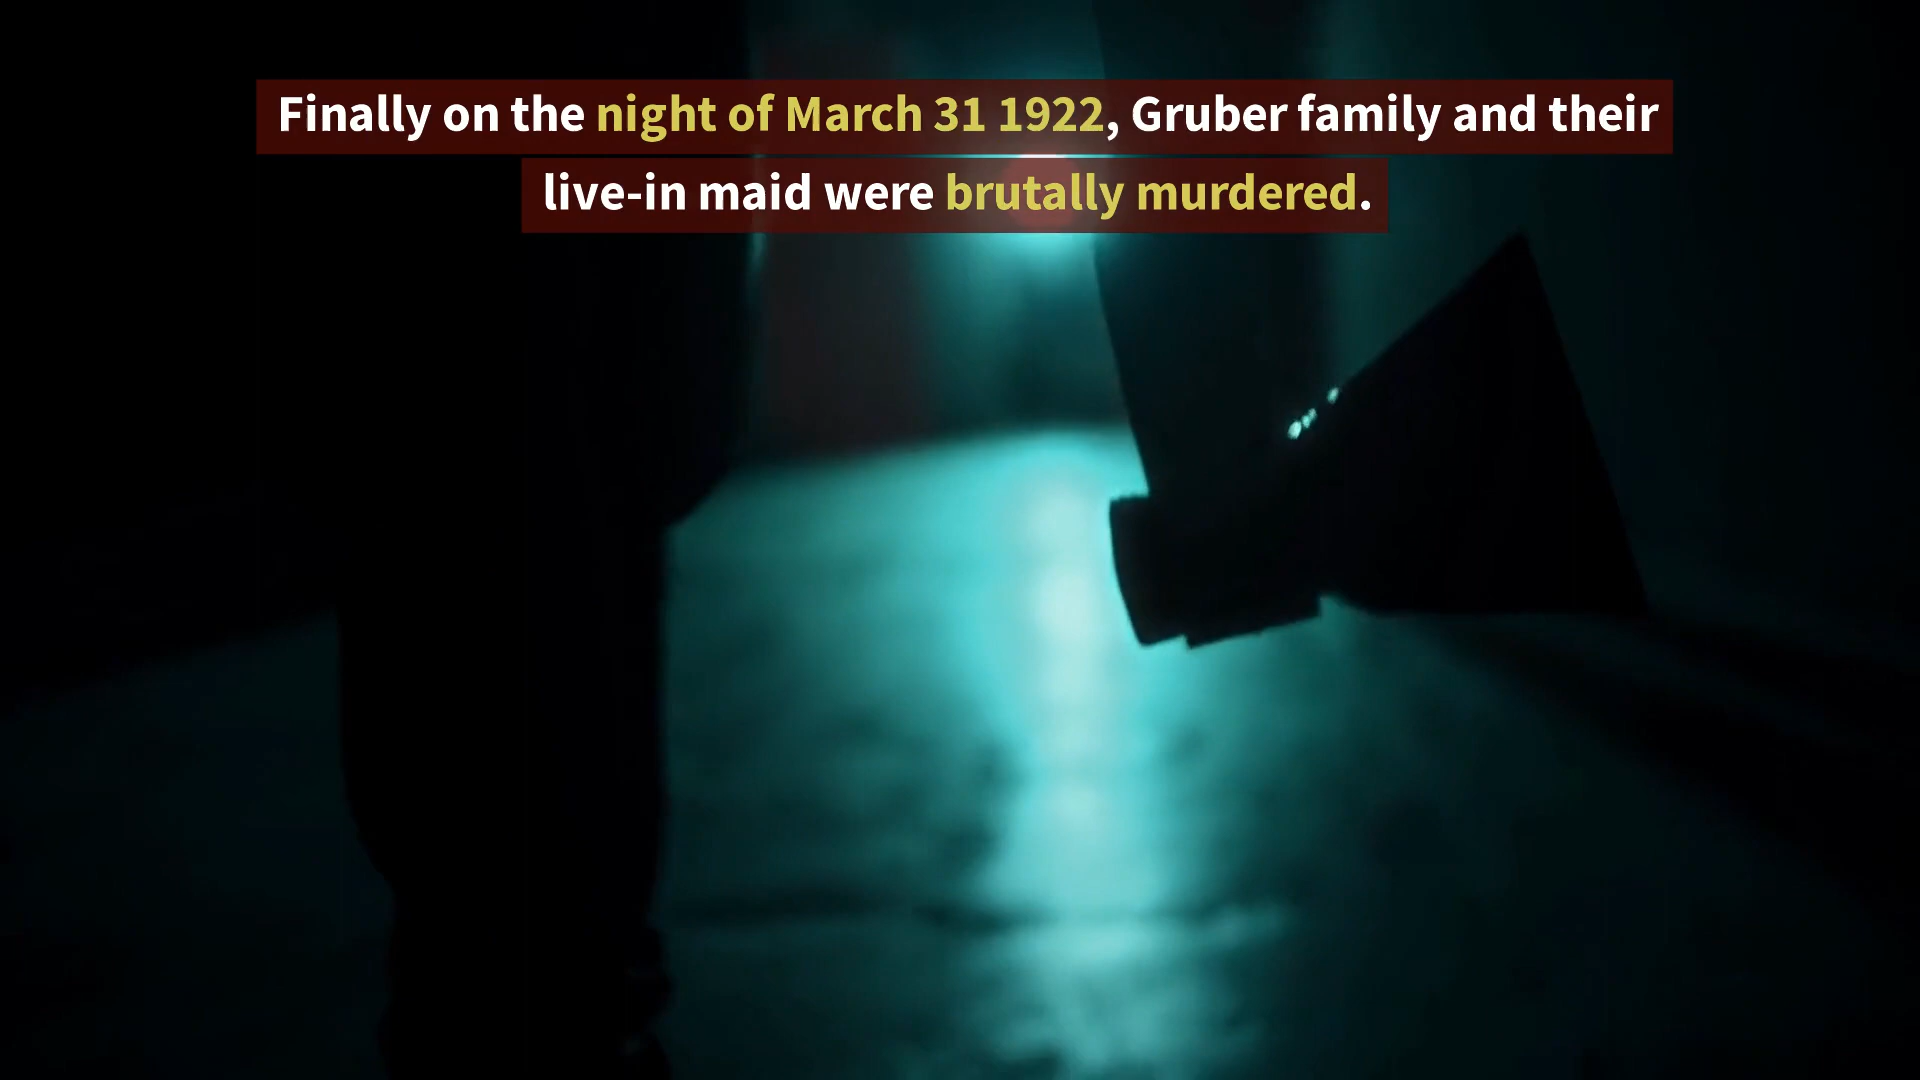 Finally on the night of March 31 1922, Gruber family and their
live-in maid were brutally murdered.